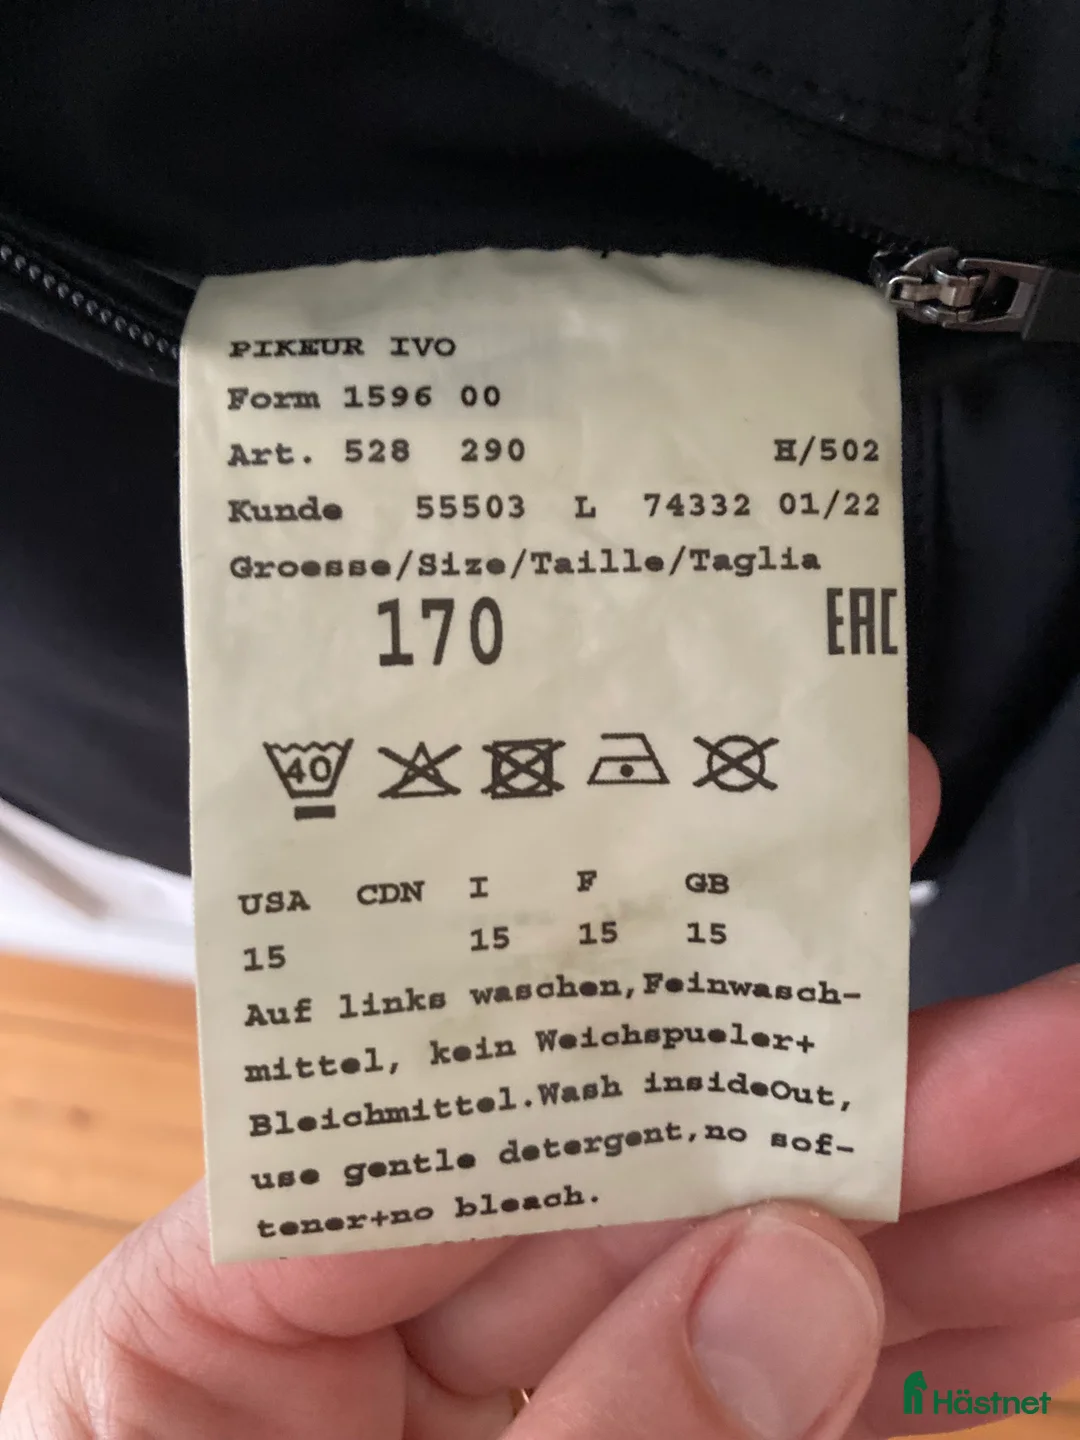 PIKEUR IVO
Form 1596 00
Art. 528 290 H/502
Kunde 55503 L 74332 01/22
Groesse/Size/Taille/Taglia
170 EAC
40
USA CDN I F GB
15 15 15 15
Auf links waschen,Feinwasch-
mittel, kein Weichspueler+
Bleichmittel.Wash insideOut,
use gentle detergent,no sof-
tener+no bleach.
Hästnet